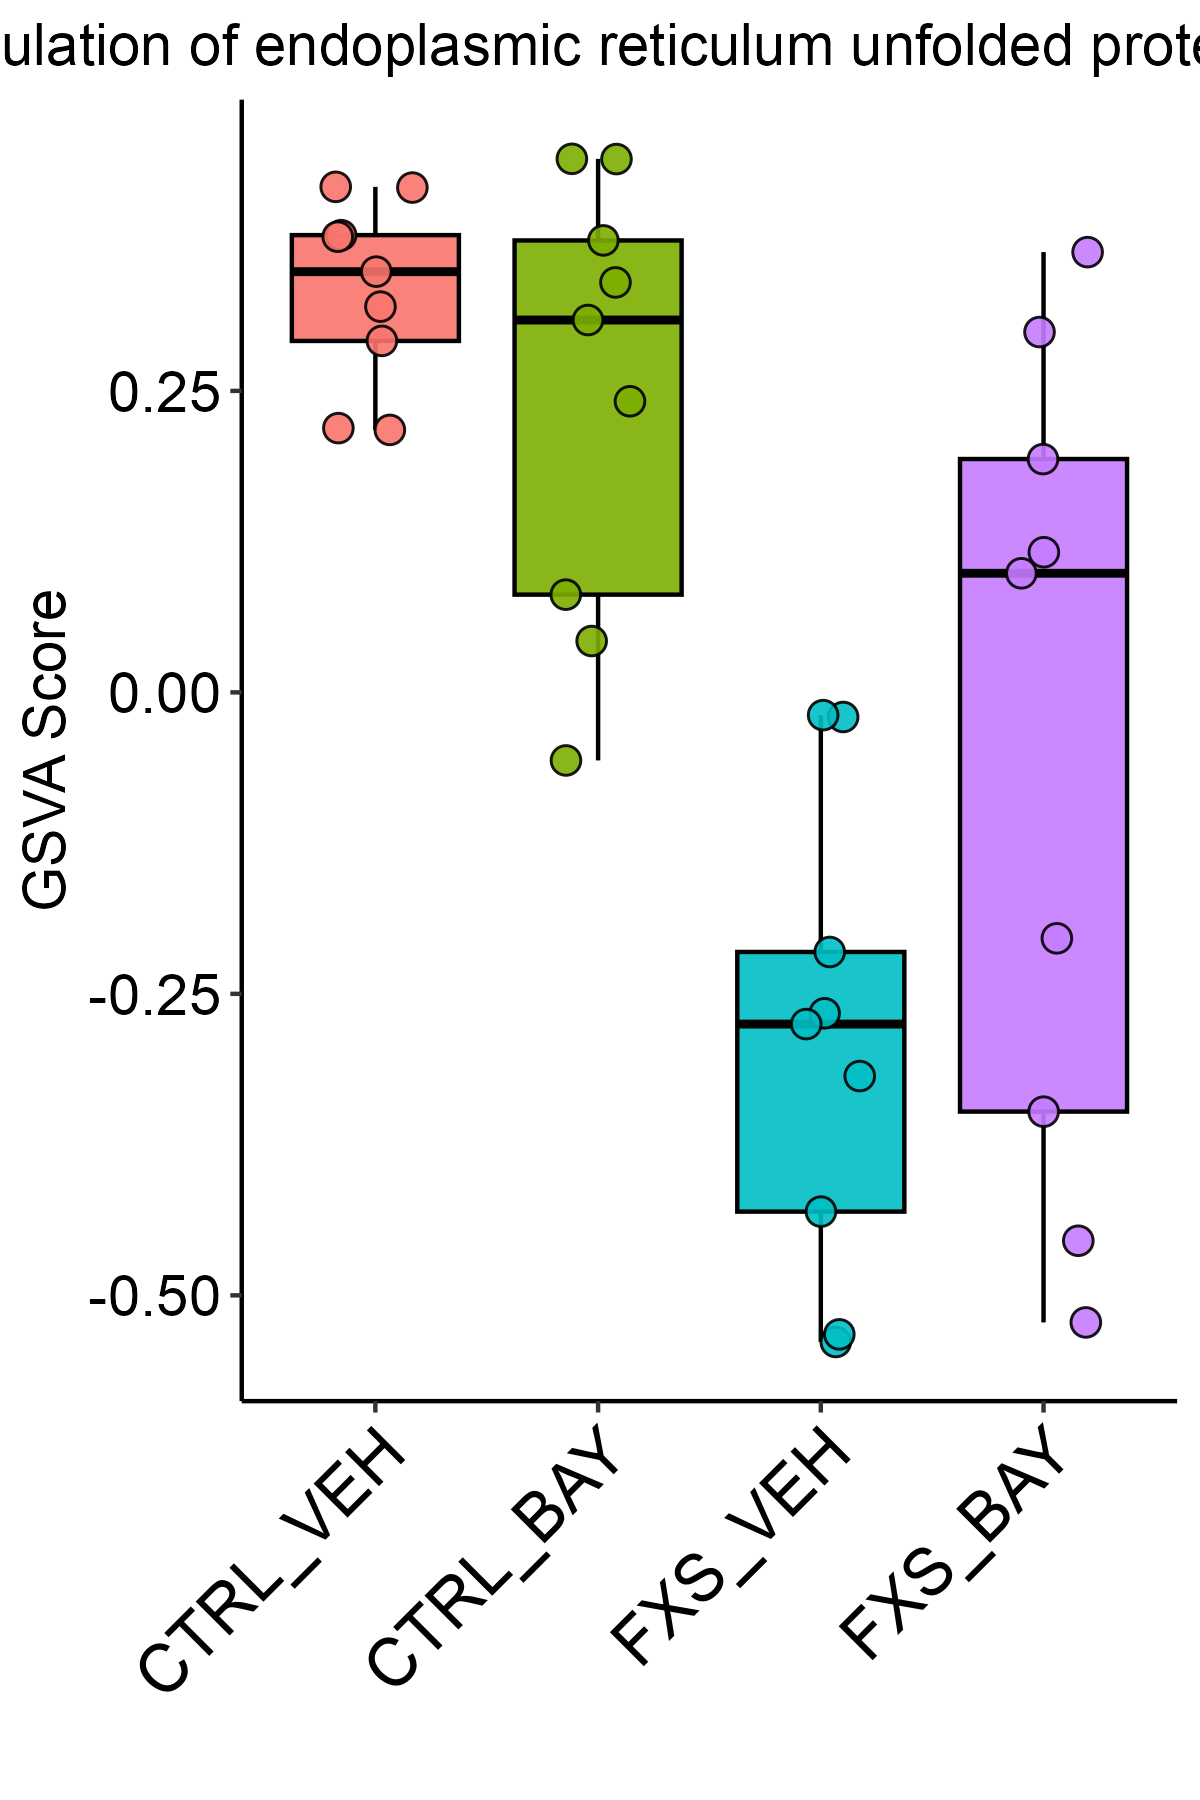 ulation of endoplasmic reticulum unfolded prote
GSVA Score
0.25
0.00
-0.25
-0.50
CTRL_VEH
CTRL_BAY
FXS_VEH
FXS_BAY